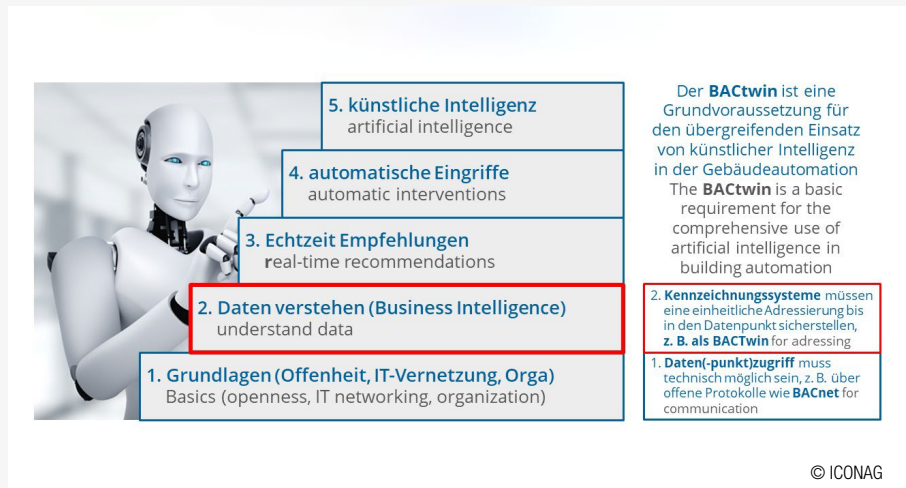 5. künstliche Intelligenz
artificial intelligence
4. automatische Eingriffe
automatic interventions
3. Echtzeit Empfehlungen
real-time recommendations
2. Daten verstehen (Business Intelligence)
understand data
1. Grundlagen (Offenheit, IT-Vernetzung, Orga)
Basics (openness, IT networking, organization)
Der BACtwin ist eine
Grundvoraussetzung für
den übergreifenden Einsatz
von künstlicher Intelligenz
in der Gebäudeautomation
The BACtwin is a basic
requirement for the
comprehensive use of
artificial intelligence in
building automation
2. Kennzeichnungssysteme müssen
eine einheitliche Adressierung bis
in den Datenpunkt sicherstellen,
z. B. als BACTwin for adressing
1. Daten(-punkt)zugriff muss
technisch möglich sein, z. B. über
offene Protokolle wie BACnet for
communication
© ICONAG